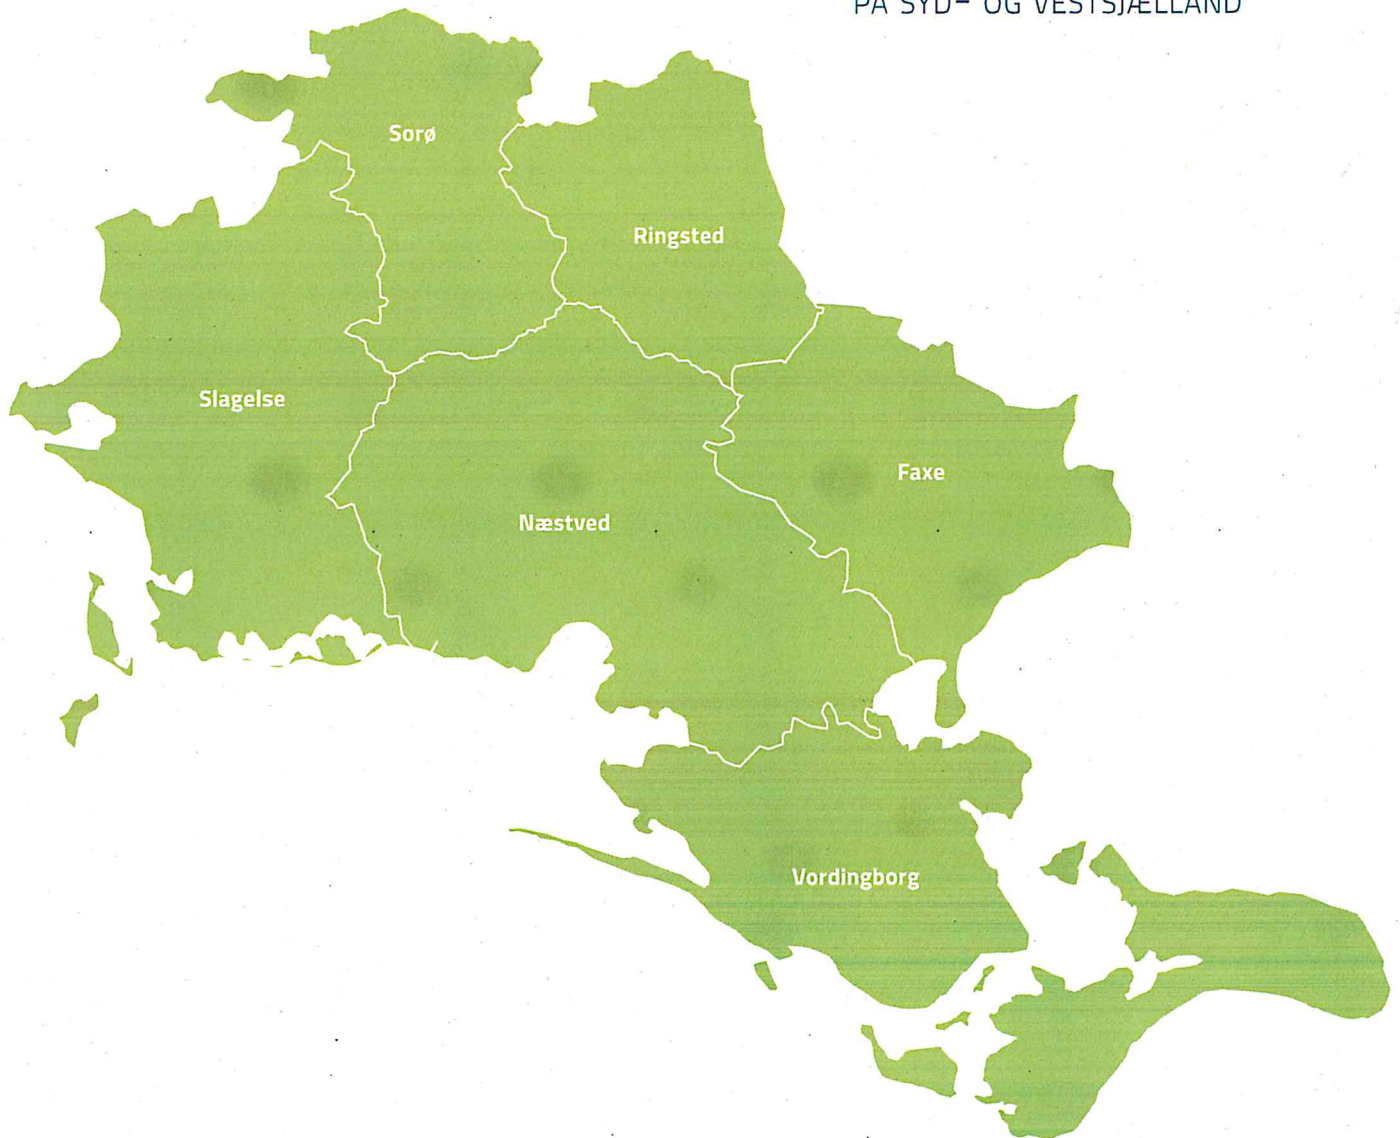 PÅ SYD- OG VESTSJÆLLAND
Sorø
Ringsted
Slagelse
Faxe
Næstved
Vordingborg